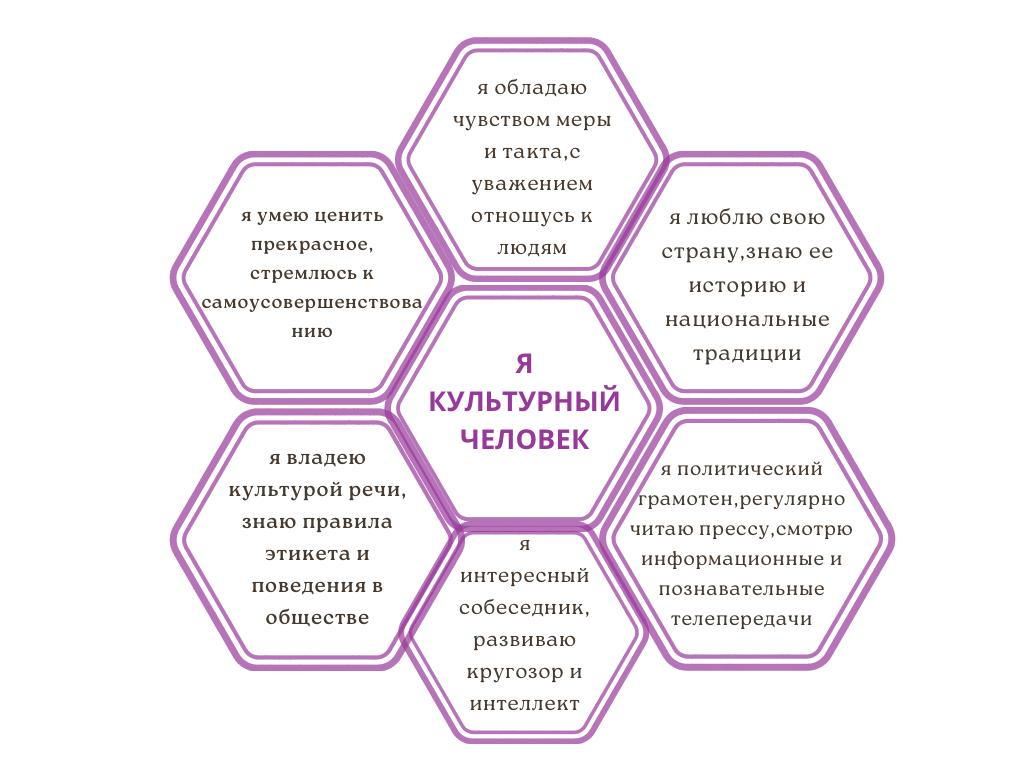 я обладаю
чувством меры
и такта,с
уважением
отношусь к
людям
я умею ценить
прекрасное,
стремлюсь к
самоусовершенствова
нию
я люблю свою
страну,знаю ее
историю и
национальные
традиции
Я
КУЛЬТУРНЫЙ
ЧЕЛОВЕК
я владею
культурой речи,
знаю правила
этикета и
поведения в
обществе
я политический
грамотен,регулярно
читаю прессу,смотрю
информационные и
познавательные
телепередачи
я
интересный
собеседник,
развиваю
кругозор и
интеллект